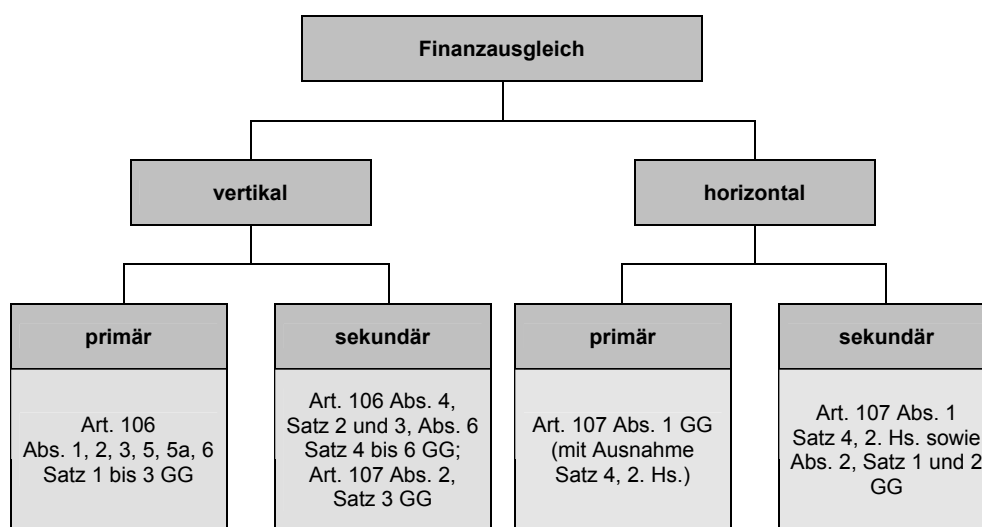 Finanzausgleich
vertikal
horizontal
primär
sekundär
primär
sekundär
Art. 106
Abs. 1, 2, 3, 5, 5a, 6
Satz 1 bis 3 GG
Art. 106 Abs. 4,
Satz 2 und 3, Abs. 6
Satz 4 bis 6 GG;
Art. 107 Abs. 2,
Satz 3 GG
Art. 107 Abs. 1 GG
(mit Ausnahme
Satz 4, 2. Hs.)
Art. 107 Abs. 1
Satz 4, 2. Hs. sowie
Abs. 2, Satz 1 und 2
GG